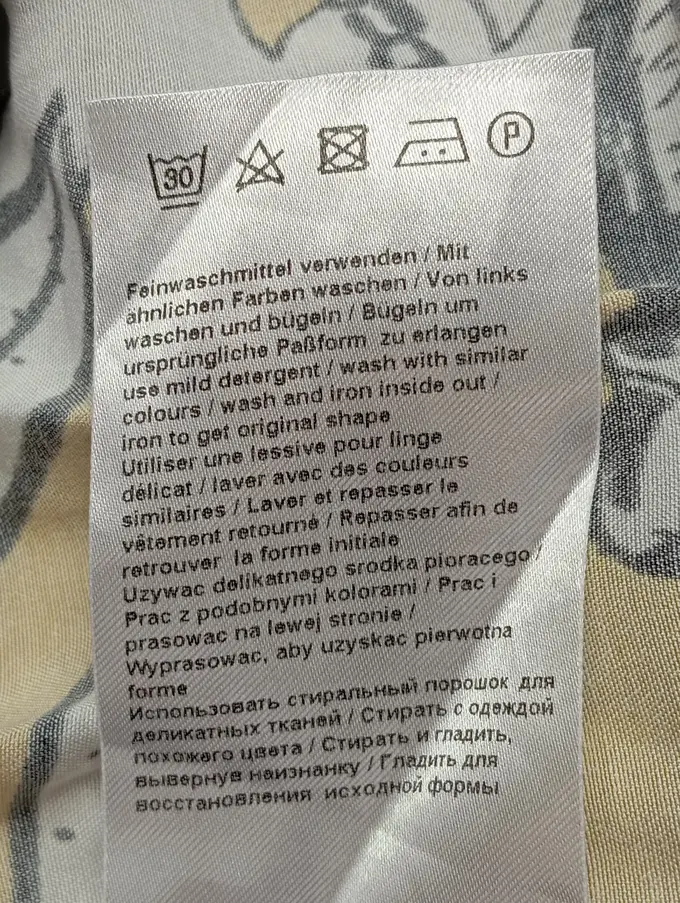 30
P
Feinwaschmittel verwenden / Mit
ähnlichen Farben waschen / Von links
waschen und bügeln / Bügeln um
ursprüngliche Paßform zu erlangen
use mild detergent / wash with similar
colours / wash and iron inside out /
iron to get original shape
Utiliser une lessive pour linge
délicat / laver avec des couleurs
similaires / Laver et repasser le
vêtement retourné / Repasser afin de
retrouver la forme initiale
Uzywac delikatnego srodka pioracego /
Prac z podobnymi kolorami / Prac i
prasowac na lewej stronie /
Wyprasowac, aby uzyskac pierwotna
forme
Использовать стиральный порошок для
деликатных тканей / Стирать с одеждой
похожего цвета / Стирать и гладить,
вывернув наизнанку / Гладить для
восстановления исходной формы